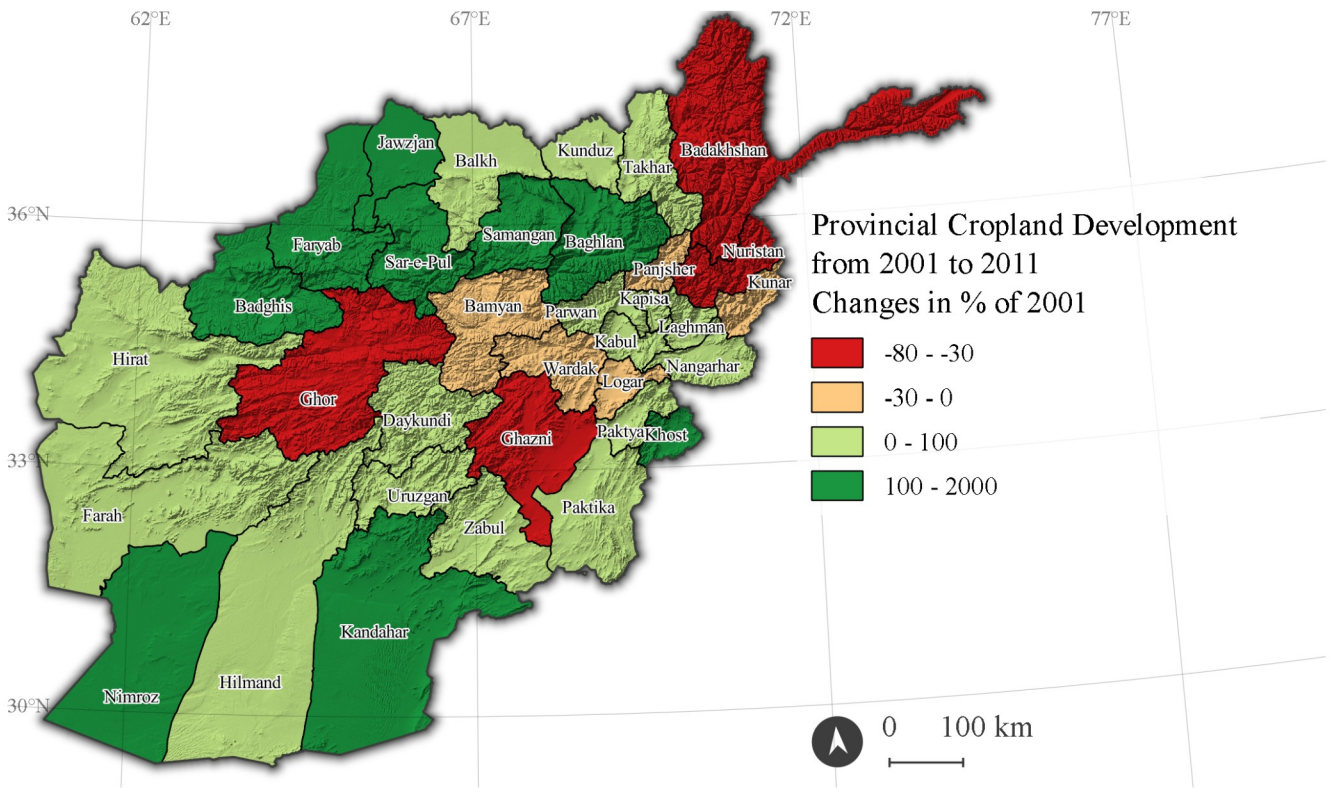 62°E
67°E
72°E
77°E
36°N
33°N
30°N
Jawzjan
Balkh
Kunduz
Takhar
Badakhshan
Faryab
Sar-e-Pul
Samangan
Baghlan
Nuristan
Panjsher
Kunar
Badghis
Bamyan
Parwan
Kapisa
Laghman
Kabul
Hirat
Wardak
Nangarhar
Logar
Ghor
Daykundi
Ghazni
Paktya
Khost
Uruzgan
Paktika
Farah
Zabul
Kandahar
Hilmand
Nimroz
Provincial Cropland Development
from 2001 to 2011
Changes in % of 2001
-80 - -30
-30 - 0
0 - 100
100 - 2000
0 100 km